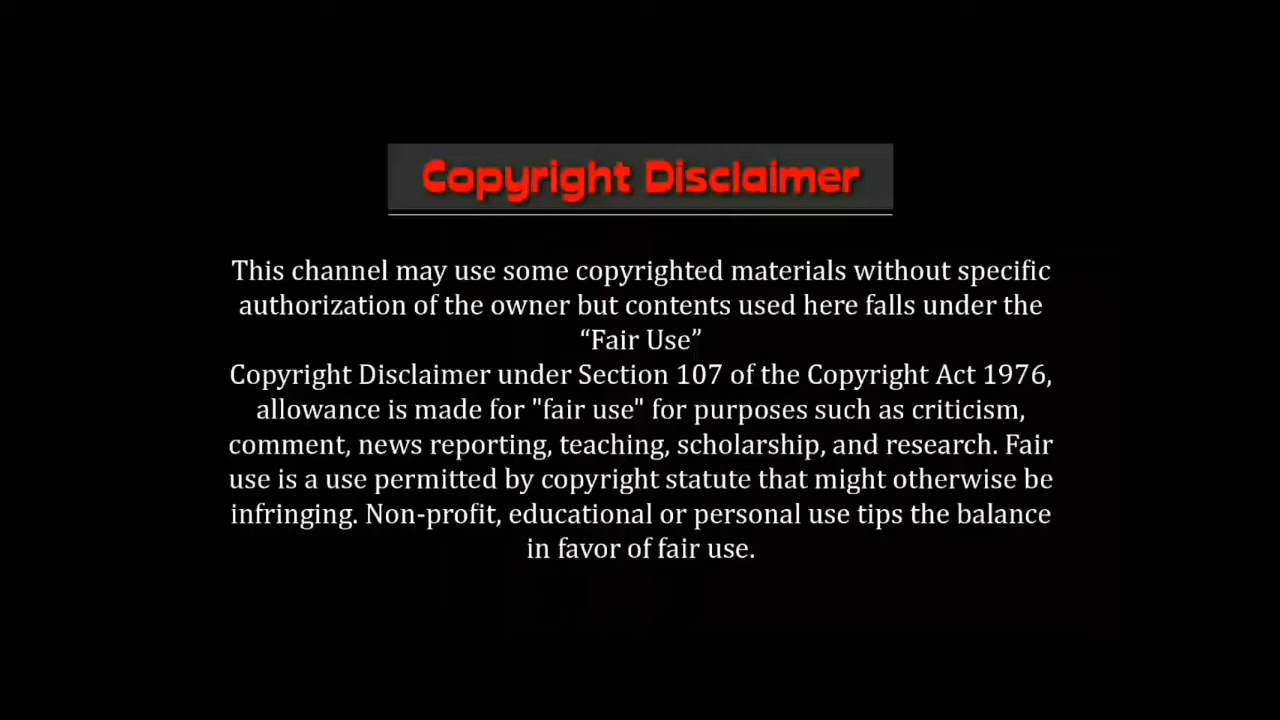 Copyright Disclaimer
This channel may use some copyrighted materials without specific
authorization of the owner but contents used here falls under the
“Fair Use”
Copyright Disclaimer under Section 107 of the Copyright Act 1976,
allowance is made for "fair use" for purposes such as criticism,
comment, news reporting, teaching, scholarship, and research. Fair
use is a use permitted by copyright statute that might otherwise be
infringing. Non-profit, educational or personal use tips the balance
in favor of fair use.